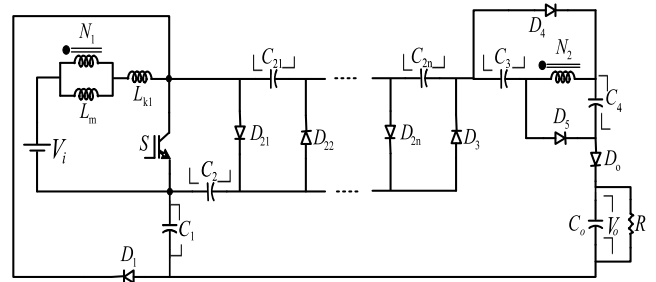 N₁
Lₘ
Lₖ₁
Vᵢ
S
C₂₁
D₂₁
D₂₂
C₂
C₁
D₁
C₂ₙ
D₂ₙ
D₃
D₄
C₃
N₂
C₄
D₅
Dₒ
Cₒ
Vₒ
R